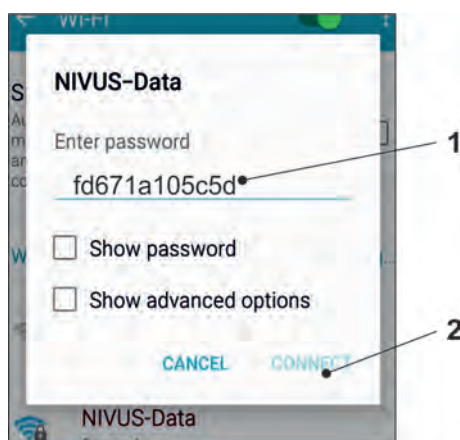 WI-FI
NIVUS-Data
Enter password
1
fd671a105c5d
Show password
Show advanced options
CANCEL CONNECT
2
NIVUS-Data